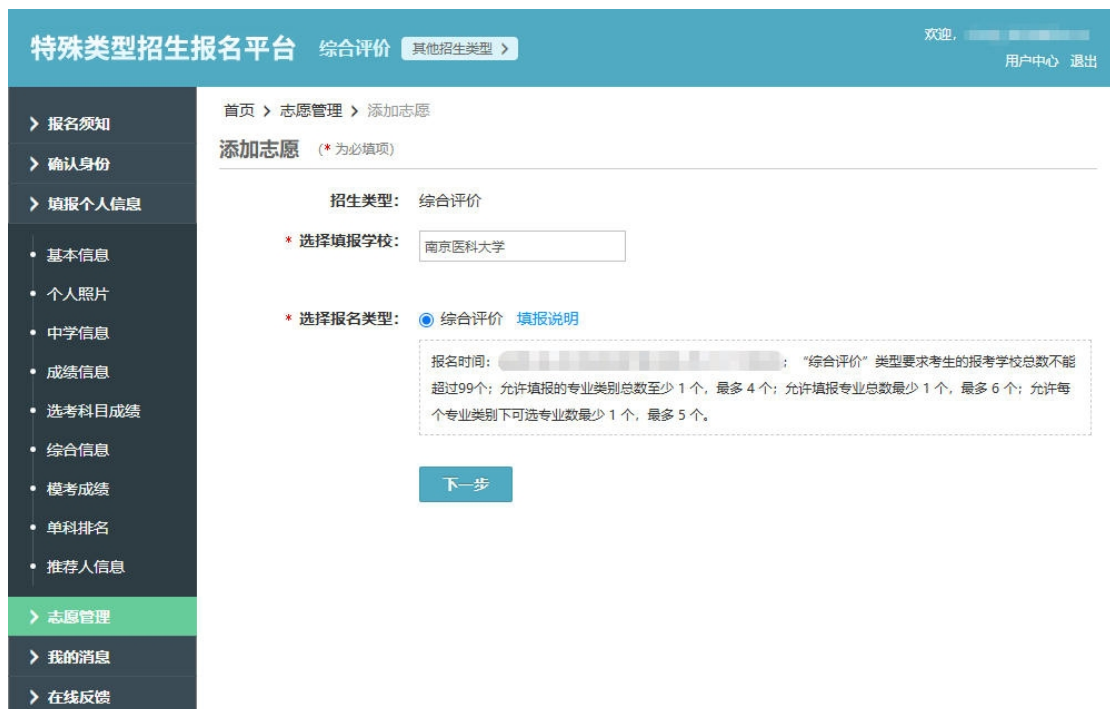 特殊类型招生报名平台 综合评价 其他招生类型 >
欢迎,
用户中心 退出
> 报名须知
> 确认身份
> 填报个人信息
• 基本信息
• 个人照片
• 中学信息
• 成绩信息
• 选考科目成绩
• 综合信息
• 模考成绩
• 单科排名
• 推荐人信息
> 志愿管理
> 我的消息
> 在线反馈
首页 > 志愿管理 > 添加志愿
添加志愿 (* 为必填项)
招生类型: 综合评价
* 选择填报学校: 南京医科大学
* 选择报名类型: 综合评价 填报说明
报名时间: ; “综合评价”类型要求考生的报考学校总数不能
超过99个; 允许填报的专业类别总数至少 1 个, 最多 4 个; 允许填报专业总数最少 1 个, 最多 6 个; 允许每
个专业类别下可选专业数最少 1 个, 最多 5 个。
下一步